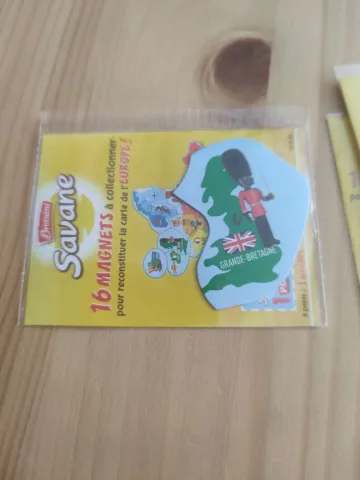 Brossard
Savane
16 MAGNETS à collectionner
pour reconstituer la carte de l'EUROPE!
GRANDE-BRETAGNE